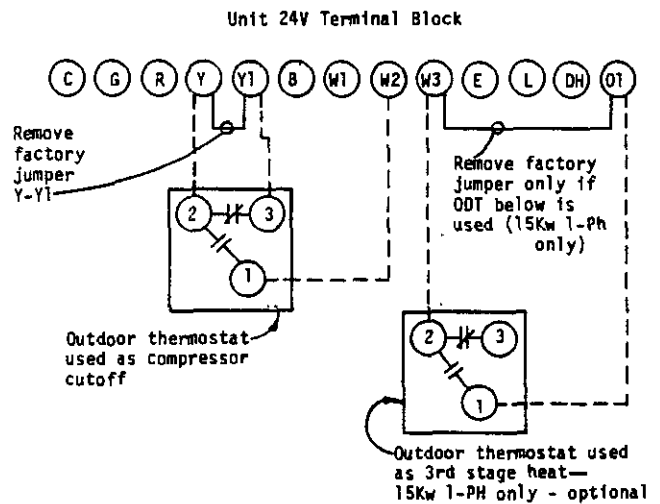 Unit 24V Terminal Block
C G R Y Y1 B W1 W2 W3 E L DH O1
Remove
factory
jumper
Y-Y1
Remove factory
jumper only if
ODT below is
used (15Kw 1-Ph
only)
2 3
1
Outdoor thermostat
used as compressor
cutoff
2 3
1
Outdoor thermostat used
as 3rd stage heat—
15Kw 1-PH only - optional